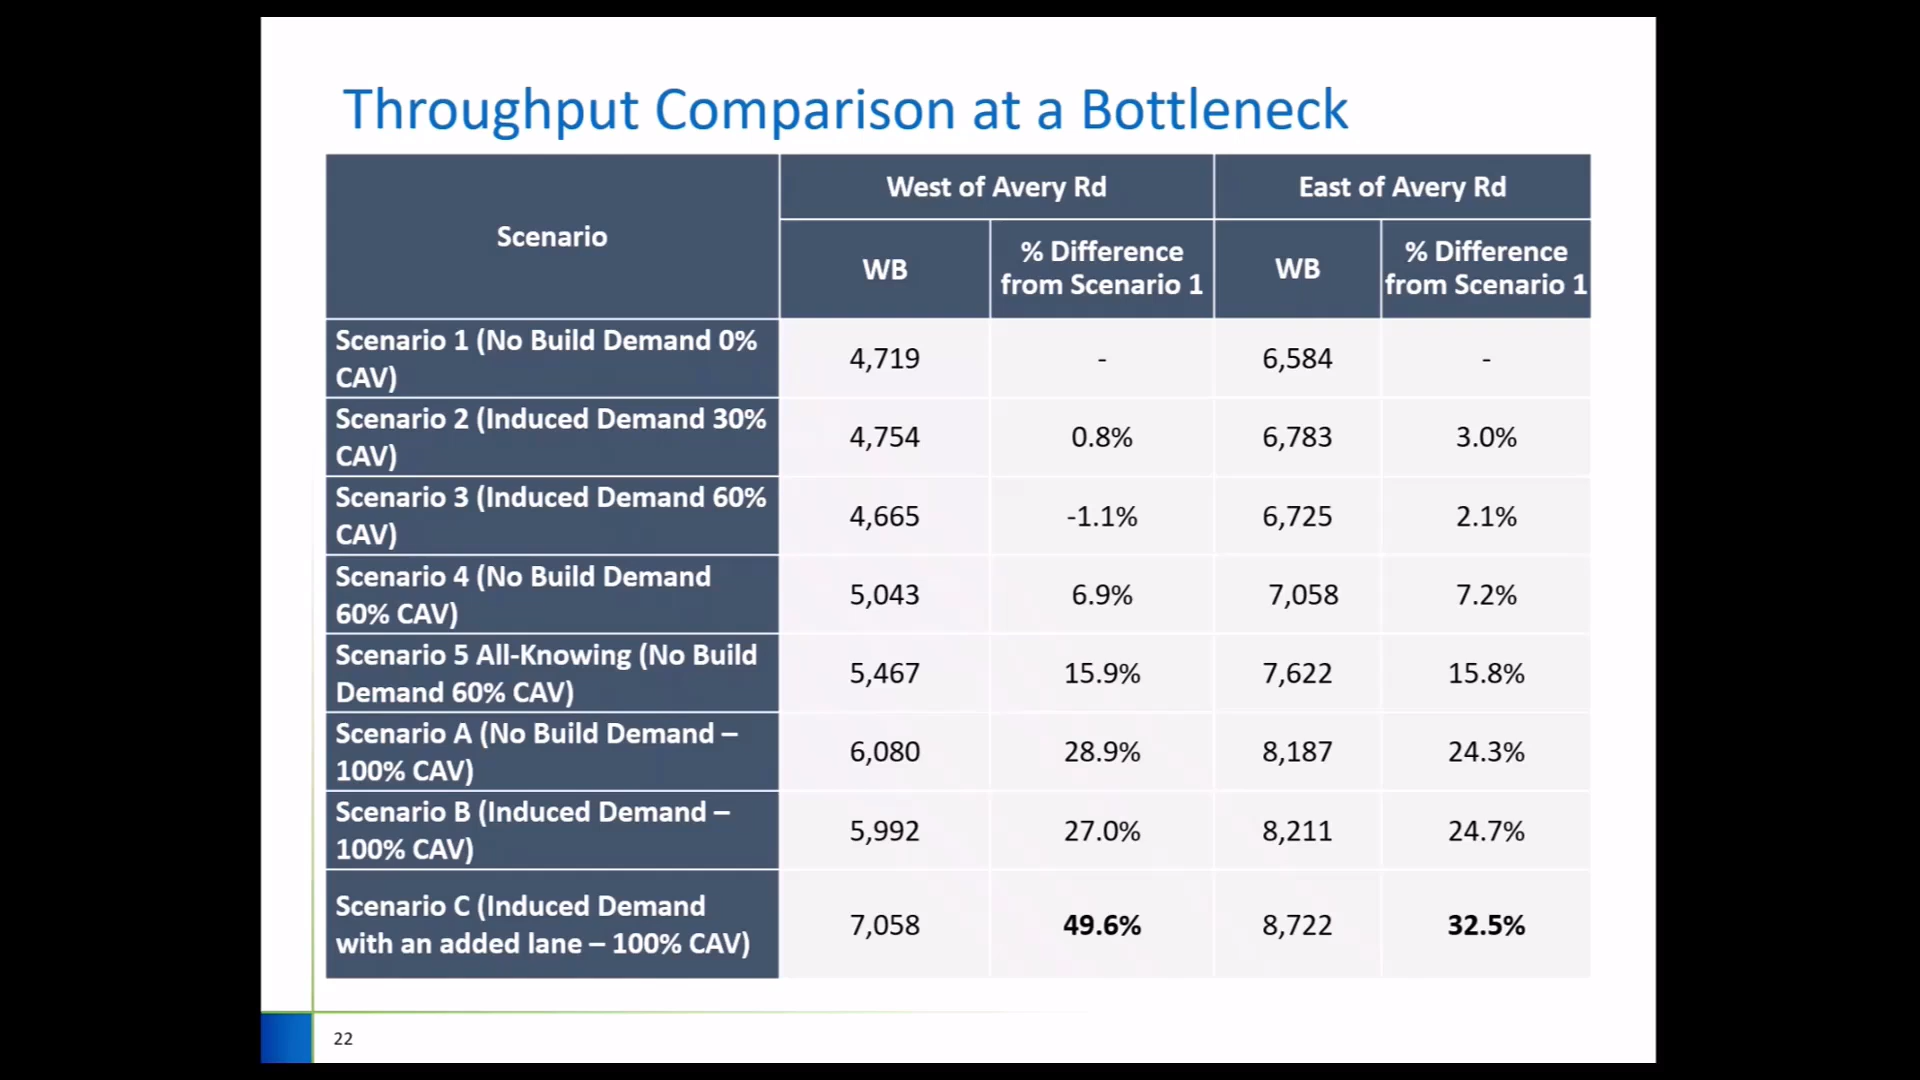 Throughput Comparison at a Bottleneck
Scenario
West of Avery Rd
East of Avery Rd
WB
% Difference
from Scenario 1
WB
% Difference
from Scenario 1
Scenario 1 (No Build Demand 0%
CAV)
4,719
-
6,584
-
Scenario 2 (Induced Demand 30%
CAV)
4,754
0.8%
6,783
3.0%
Scenario 3 (Induced Demand 60%
CAV)
4,665
-1.1%
6,725
2.1%
Scenario 4 (No Build Demand
60% CAV)
5,043
6.9%
7,058
7.2%
Scenario 5 All-Knowing (No Build
Demand 60% CAV)
5,467
15.9%
7,622
15.8%
Scenario A (No Build Demand –
100% CAV)
6,080
28.9%
8,187
24.3%
Scenario B (Induced Demand –
100% CAV)
5,992
27.0%
8,211
24.7%
Scenario C (Induced Demand
with an added lane – 100% CAV)
7,058
49.6%
8,722
32.5%
22